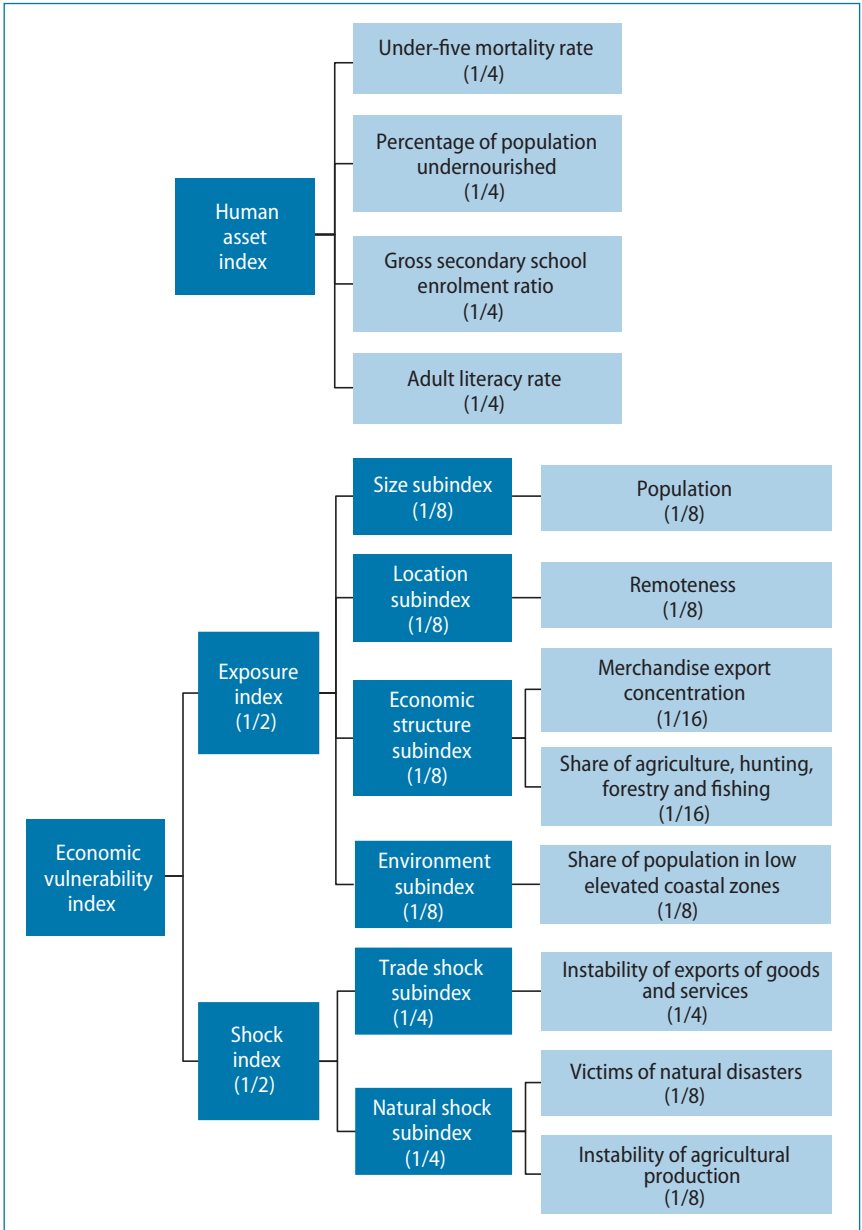 Human
asset
index
Under-five mortality rate
(1/4)
Percentage of population
undernourished
(1/4)
Gross secondary school
enrolment ratio
(1/4)
Adult literacy rate
(1/4)
Economic
vulnerability
index
Exposure
index
(1/2)
Size subindex
(1/8)
Population
(1/8)
Location
subindex
(1/8)
Remoteness
(1/8)
Economic
structure
subindex
(1/8)
Merchandise export
concentration
(1/16)
Share of agriculture, hunting,
forestry and fishing
(1/16)
Environment
subindex
(1/8)
Share of population in low
elevated coastal zones
(1/8)
Shock
index
(1/2)
Trade shock
subindex
(1/4)
Instability of exports of goods
and services
(1/4)
Natural shock
subindex
(1/4)
Victims of natural disasters
(1/8)
Instability of agricultural
production
(1/8)